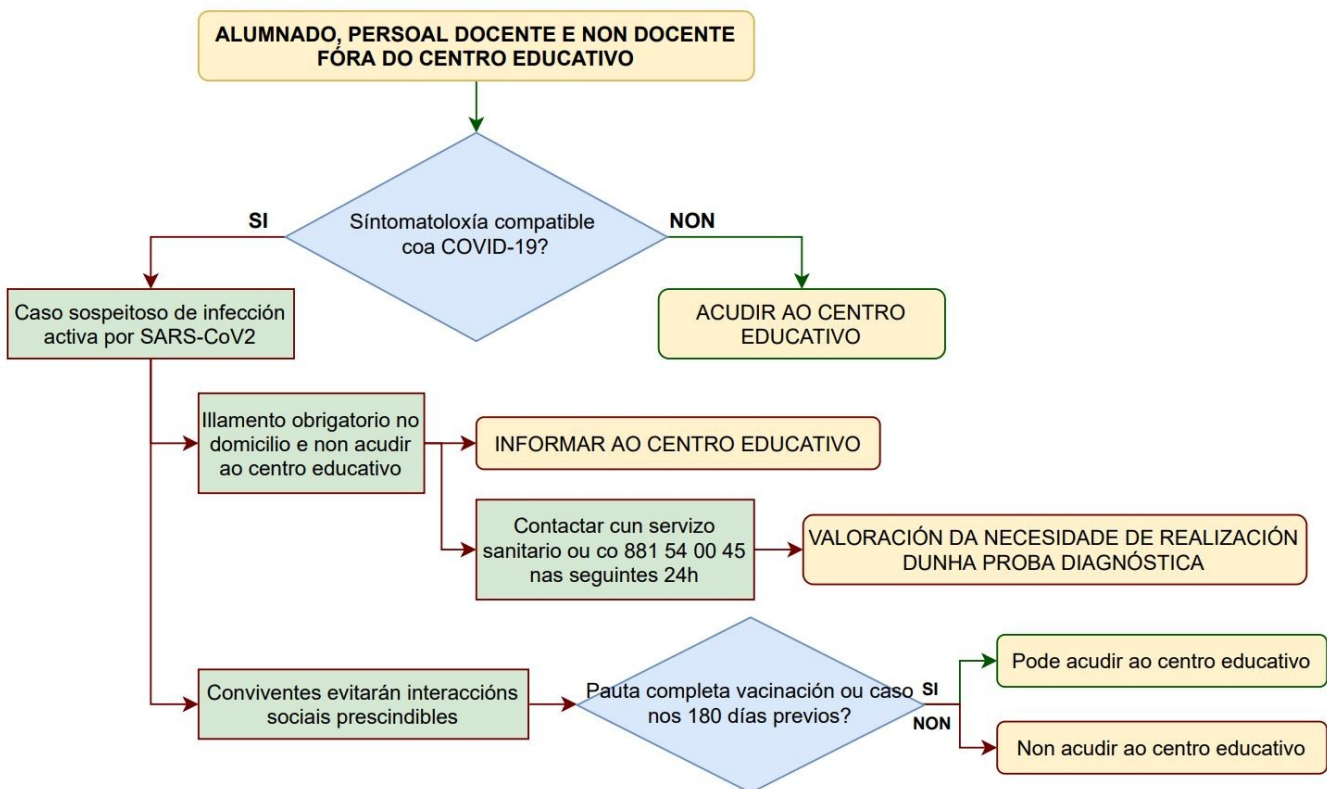 ALUMNADO, PERSOAL DOCENTE E NON DOCENTE
FÓRA DO CENTRO EDUCATIVO
SI
Síntomatoloxía compatible
coa COVID-19?
NON
Caso sospeitoso de infección
activa por SARS-CoV2
ACUDIR AO CENTRO
EDUCATIVO
Illamento obrigatorio no
domicilio e non acudir
ao centro educativo
INFORMAR AO CENTRO EDUCATIVO
Contactar cun servizo
sanitario ou co 881 54 00 45
nas seguintes 24h
VALORACIÓN DA NECESIDADE DE REALIZACIÓN
DUNHA PROBA DIAGNÓSTICA
Conviventes evitarán interaccións
sociais prescindibles
Pauta completa vacinación ou caso
nos 180 días previos?
SI
NON
Pode acudir ao centro educativo
Non acudir ao centro educativo